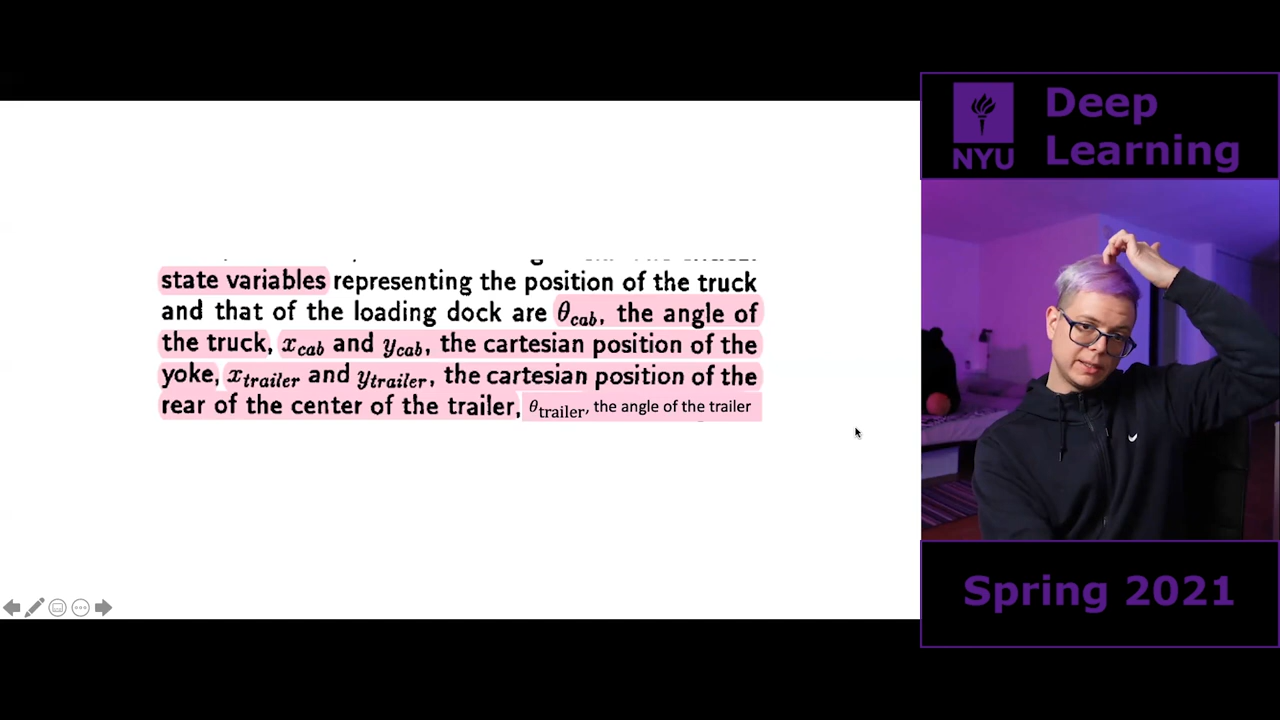 state variables representing the position of the truck
and that of the loading dock are θcab, the angle of
the truck, xcab and ycab, the cartesian position of the
yoke, xtrailer and ytrailer, the cartesian position of the
rear of the center of the trailer, θtrailer, the angle of the trailer
NYU
Deep
Learning
Spring 2021